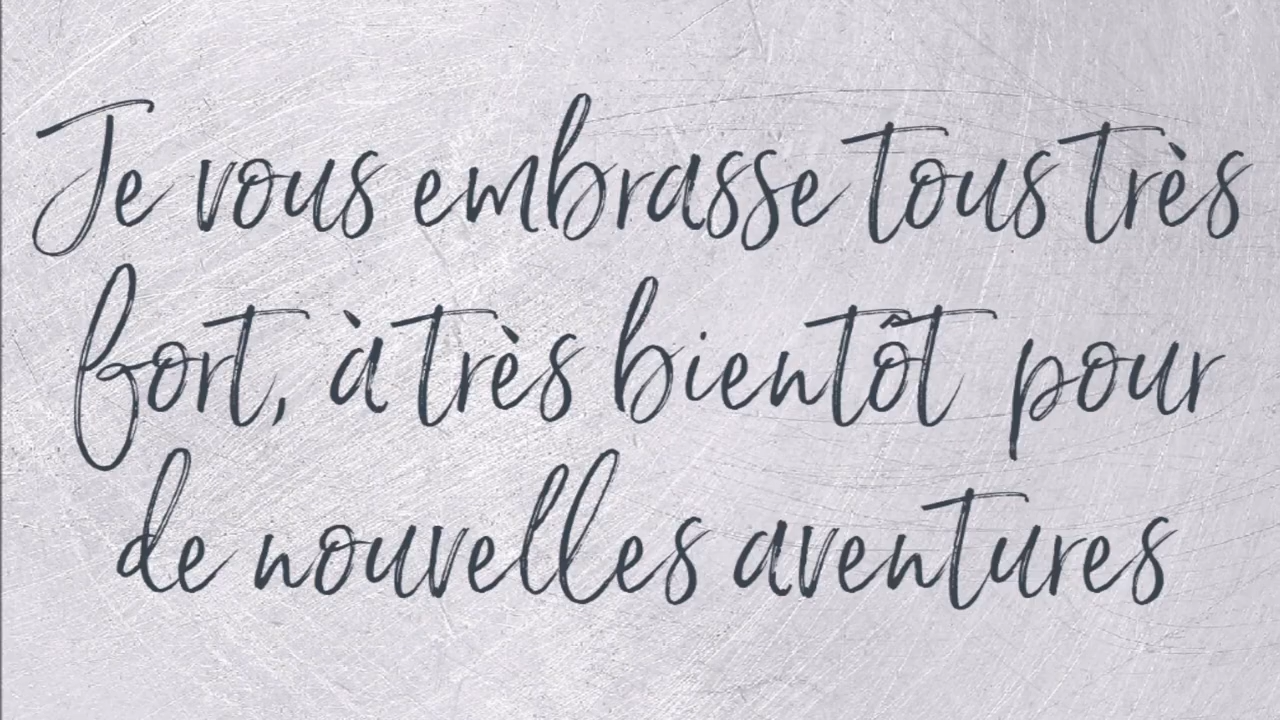 Je vous embrasse tous très
fort, à très bientôt pour
de nouvelles aventures